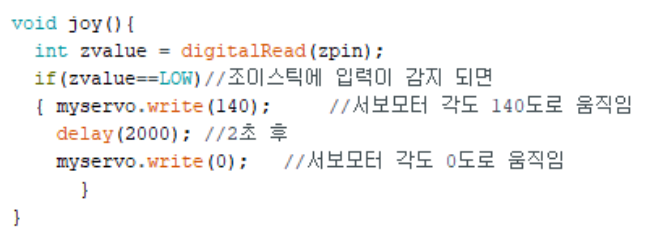 void joy(){
int zvalue = digitalRead(zpin);
if(zvalue==LOW)//조이스틱에 입력이 감지 되면
{ myservo.write(140);     //서보모터 각도 140도로 움직임
delay(2000); //2초 후
myservo.write(0);   //서보모터 각도 0도로 움직임
}
}